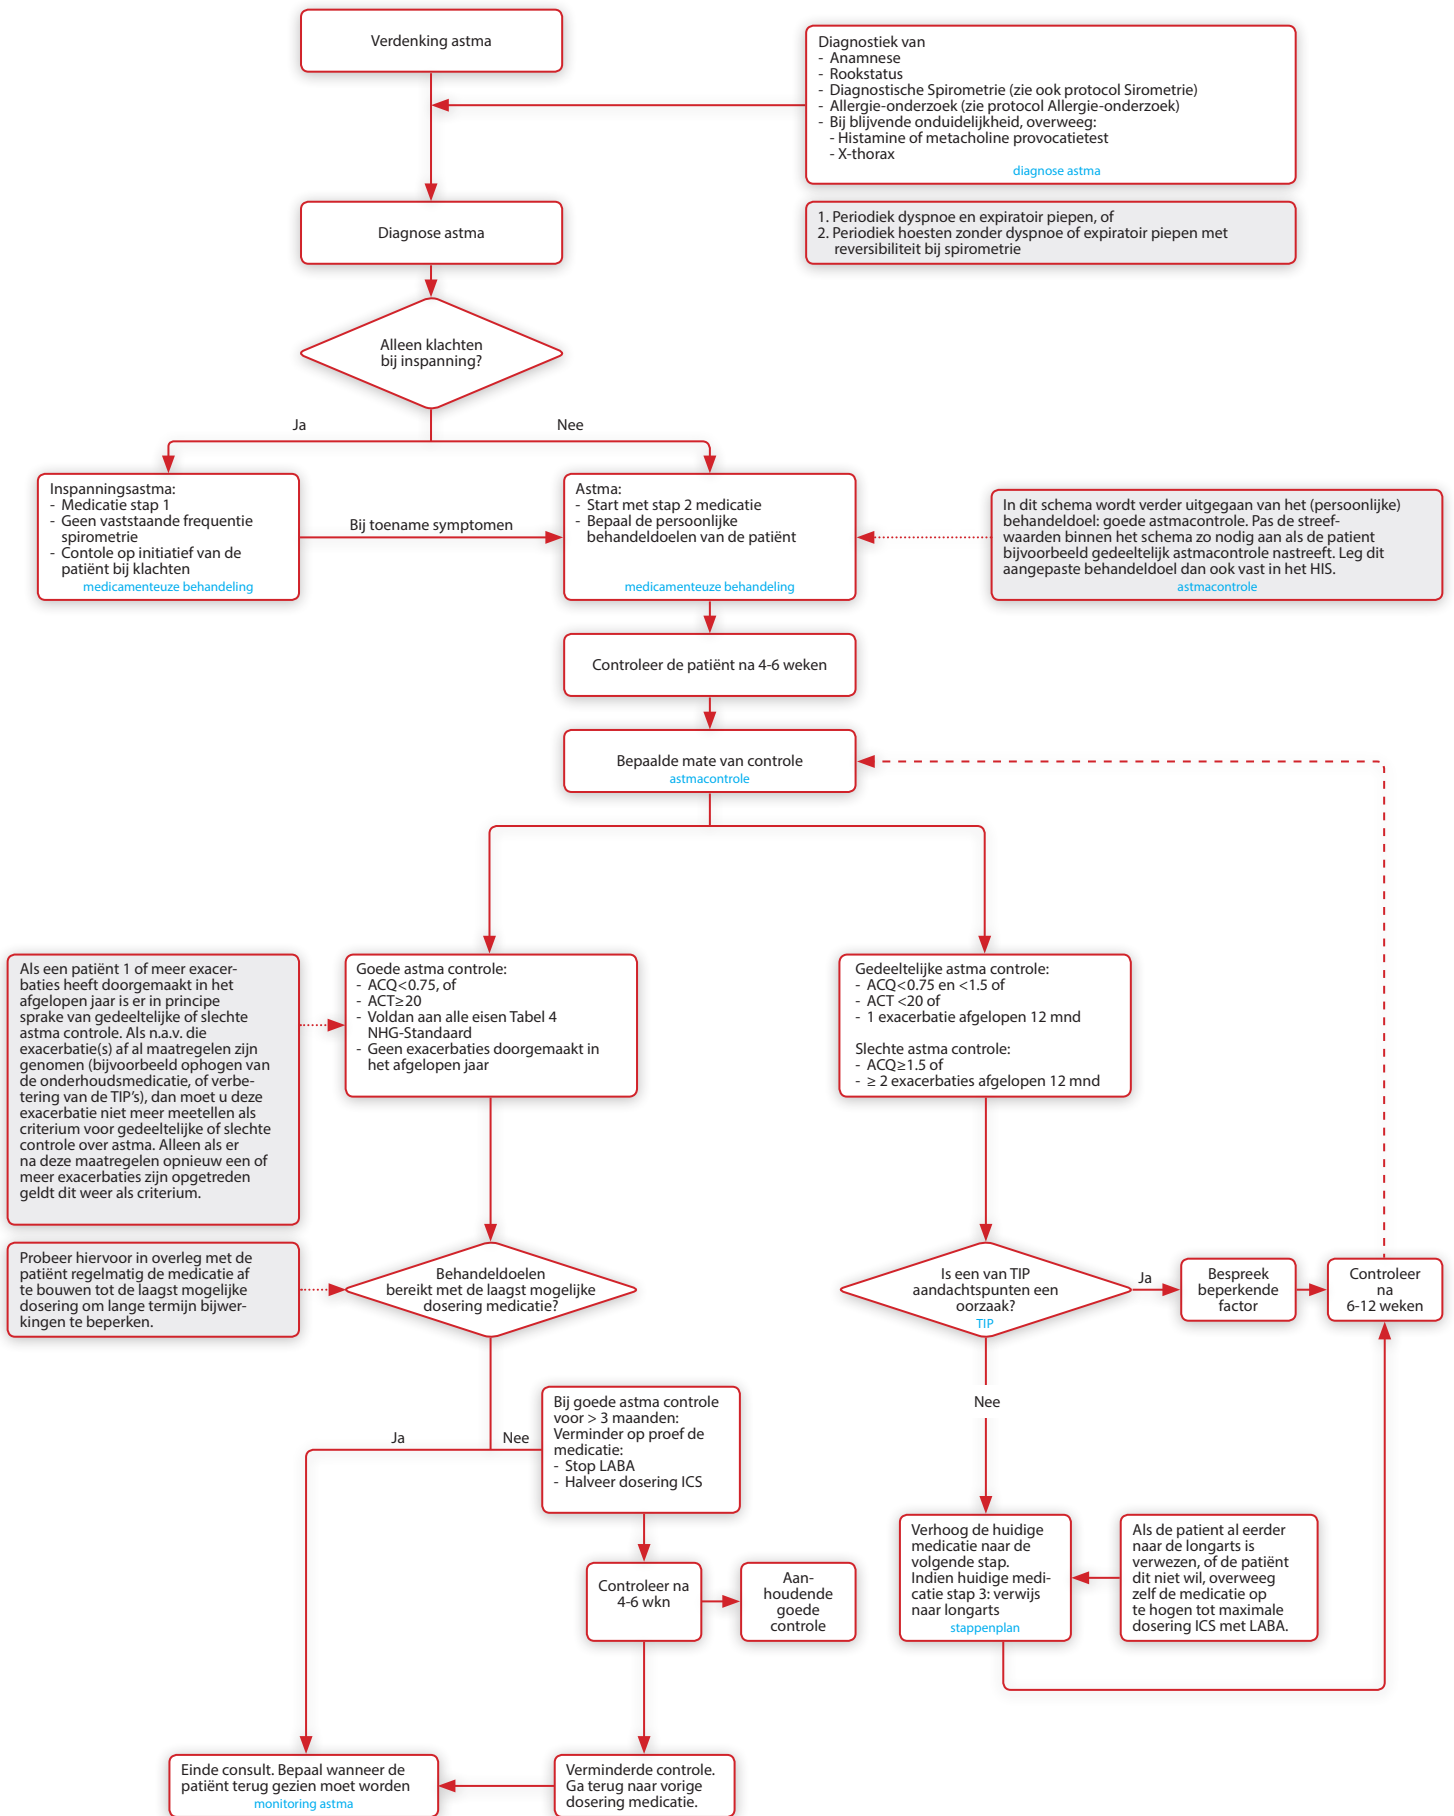 Verdenking astma
Diagnostiek van
- Anamnese
- Rookstatus
- Diagnostische Spirometrie (zie ook protocol Sirometrie)
- Allergie-onderzoek (zie protocol Allergie-onderzoek)
- Bij blijvende onduidelijkheid, overweeg:
- Histamine of metacholine provocatietest
- X-thorax
diagnose astma
Diagnose astma
1. Periodiek dyspnoe en expiratoir piepen, of
2. Periodiek hoesten zonder dyspnoe of expiratoir piepen met
reversibiliteit bij spirometrie
Alleen klachten
bij inspanning?
Ja
Nee
Inspanningsastma:
- Medicatie stap 1
- Geen vaststaande frequentie
spirometrie
- Contole op initiatief van de
patiënt bij klachten
medicamenteuze behandeling
Bij toename symptomen
Astma:
- Start met stap 2 medicatie
- Bepaal de persoonlijke
behandeldoelen van de patiënt
medicamenteuze behandeling
In dit schema wordt verder uitgegaan van het (persoonlijke)
behandeldoel: goede astmacontrole. Pas de streef-
waarden binnen het schema zo nodig aan als de patient
bijvoorbeeld gedeeltelijk astmacontrole nastreeft. Leg dit
aangepaste behandeldoel dan ook vast in het HIS.
astmacontrole
Controleer de patiënt na 4-6 weken
Bepaalde mate van controle
astmacontrole
Als een patiënt 1 of meer exacer-
baties heeft doorgemaakt in het
afgelopen jaar is er in principe
sprake van gedeeltelijke of slechte
astma controle. Als n.a.v. die
exacerbatie(s) af al maatregelen zijn
genomen (bijvoorbeeld ophogen van
de onderhoudsmedicatie, of verbe-
tering van de TIP's), dan moet u deze
exacerbatie niet meer meetellen als
criterium voor gedeeltelijke of slechte
controle over astma. Alleen als er
na deze maatregelen opnieuw een of
meer exacerbaties zijn opgetreden
geldt dit weer als criterium.
Goede astma controle:
- ACQ<0.75, of
- ACT≥20
- Voldan aan alle eisen Tabel 4
NHG-Standaard
- Geen exacerbaties doorgemaakt in
het afgelopen jaar
Gedeeltelijke astma controle:
- ACQ<0.75 en <1.5 of
- ACT <20 of
- 1 exacerbatie afgelopen 12 mnd
Slechte astma controle:
- ACQ≥1.5 of
- ≥ 2 exacerbaties afgelopen 12 mnd
Probeer hiervoor in overleg met de
patiënt regelmatig de medicatie af
te bouwen tot de laagst mogelijke
dosering om lange termijn bijwer-
kingen te beperken.
Behandeldoelen
bereikt met de laagst mogelijke
dosering medicatie?
Is een van TIP
aandachtspunten een
oorzaak?
TIP
Ja
Bespreek
beperkende
factor
Controleer
na
6-12 weken
Nee
Ja
Nee
Bij goede astma controle
voor > 3 maanden:
Verminder op proef de
medicatie:
- Stop LABA
- Halveer dosering ICS
Controleer na
4-6 wkn
Aan-
houdende
goede
controle
Verhoog de huidige
medicatie naar de
volgende stap.
Indien huidige medi-
catie stap 3: verwijs
naar longarts
stappenplan
Als de patient al eerder
naar de longarts is
verwezen, of de patiënt
dit niet wil, overweeg
zelf de medicatie op
te hogen tot maximale
dosering ICS met LABA.
Einde consult. Bepaal wanneer de
patiënt terug gezien moet worden
monitoring astma
Verminderde controle.
Ga terug naar vorige
dosering medicatie.